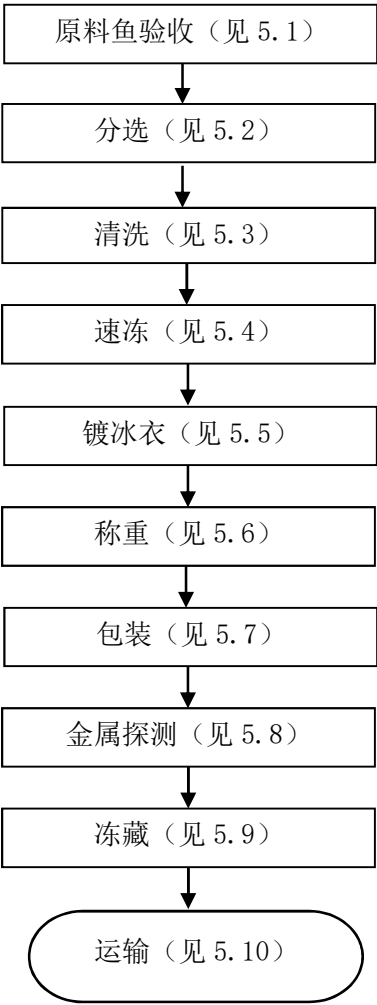 原料鱼验收（见 5.1）
分选（见 5.2）
清洗（见 5.3）
速冻（见 5.4）
镀冰衣（见 5.5）
称重（见 5.6）
包装（见 5.7）
金属探测（见 5.8）
冻藏（见 5.9）
运输（见 5.10）